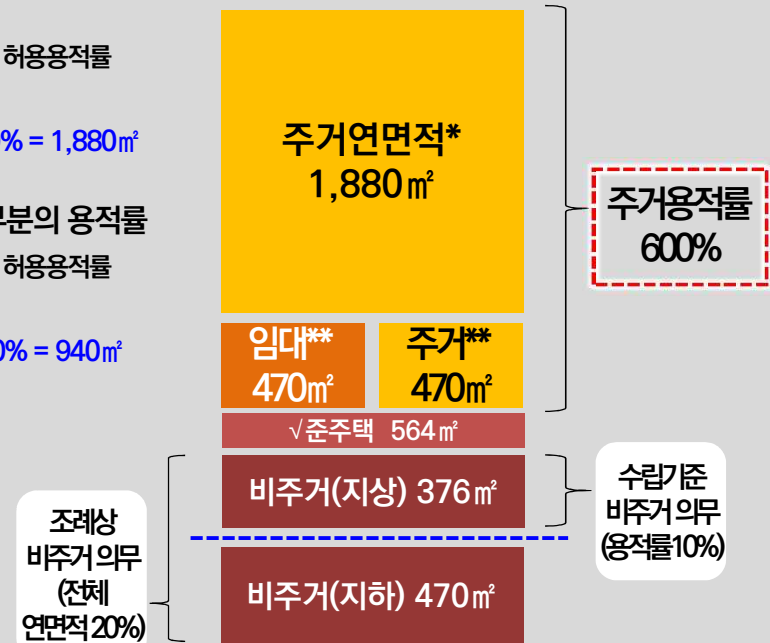 허용용적률
% = 1,880㎡
부분의 용적률
허용용적률
0% = 940㎡
주거연면적*
1,880㎡
임대**
470㎡
주거**
470㎡
√준주택 564㎡
비주거(지상) 376㎡
비주거(지하) 470㎡
주거용적률
600%
수립기준
비주거 의무
(용적률10%)
조례상
비주거 의무
(전체
연면적 20%)